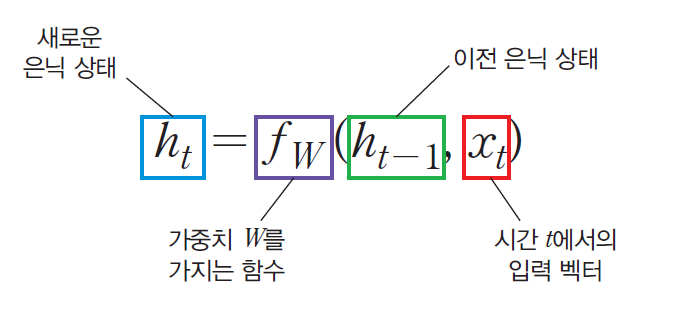 새로운
은닉 상태
이전 은닉 상태
h_t = f_W(h_{t-1}, x_t)
가중치 W를
가지는 함수
시간 t에서의
입력 벡터